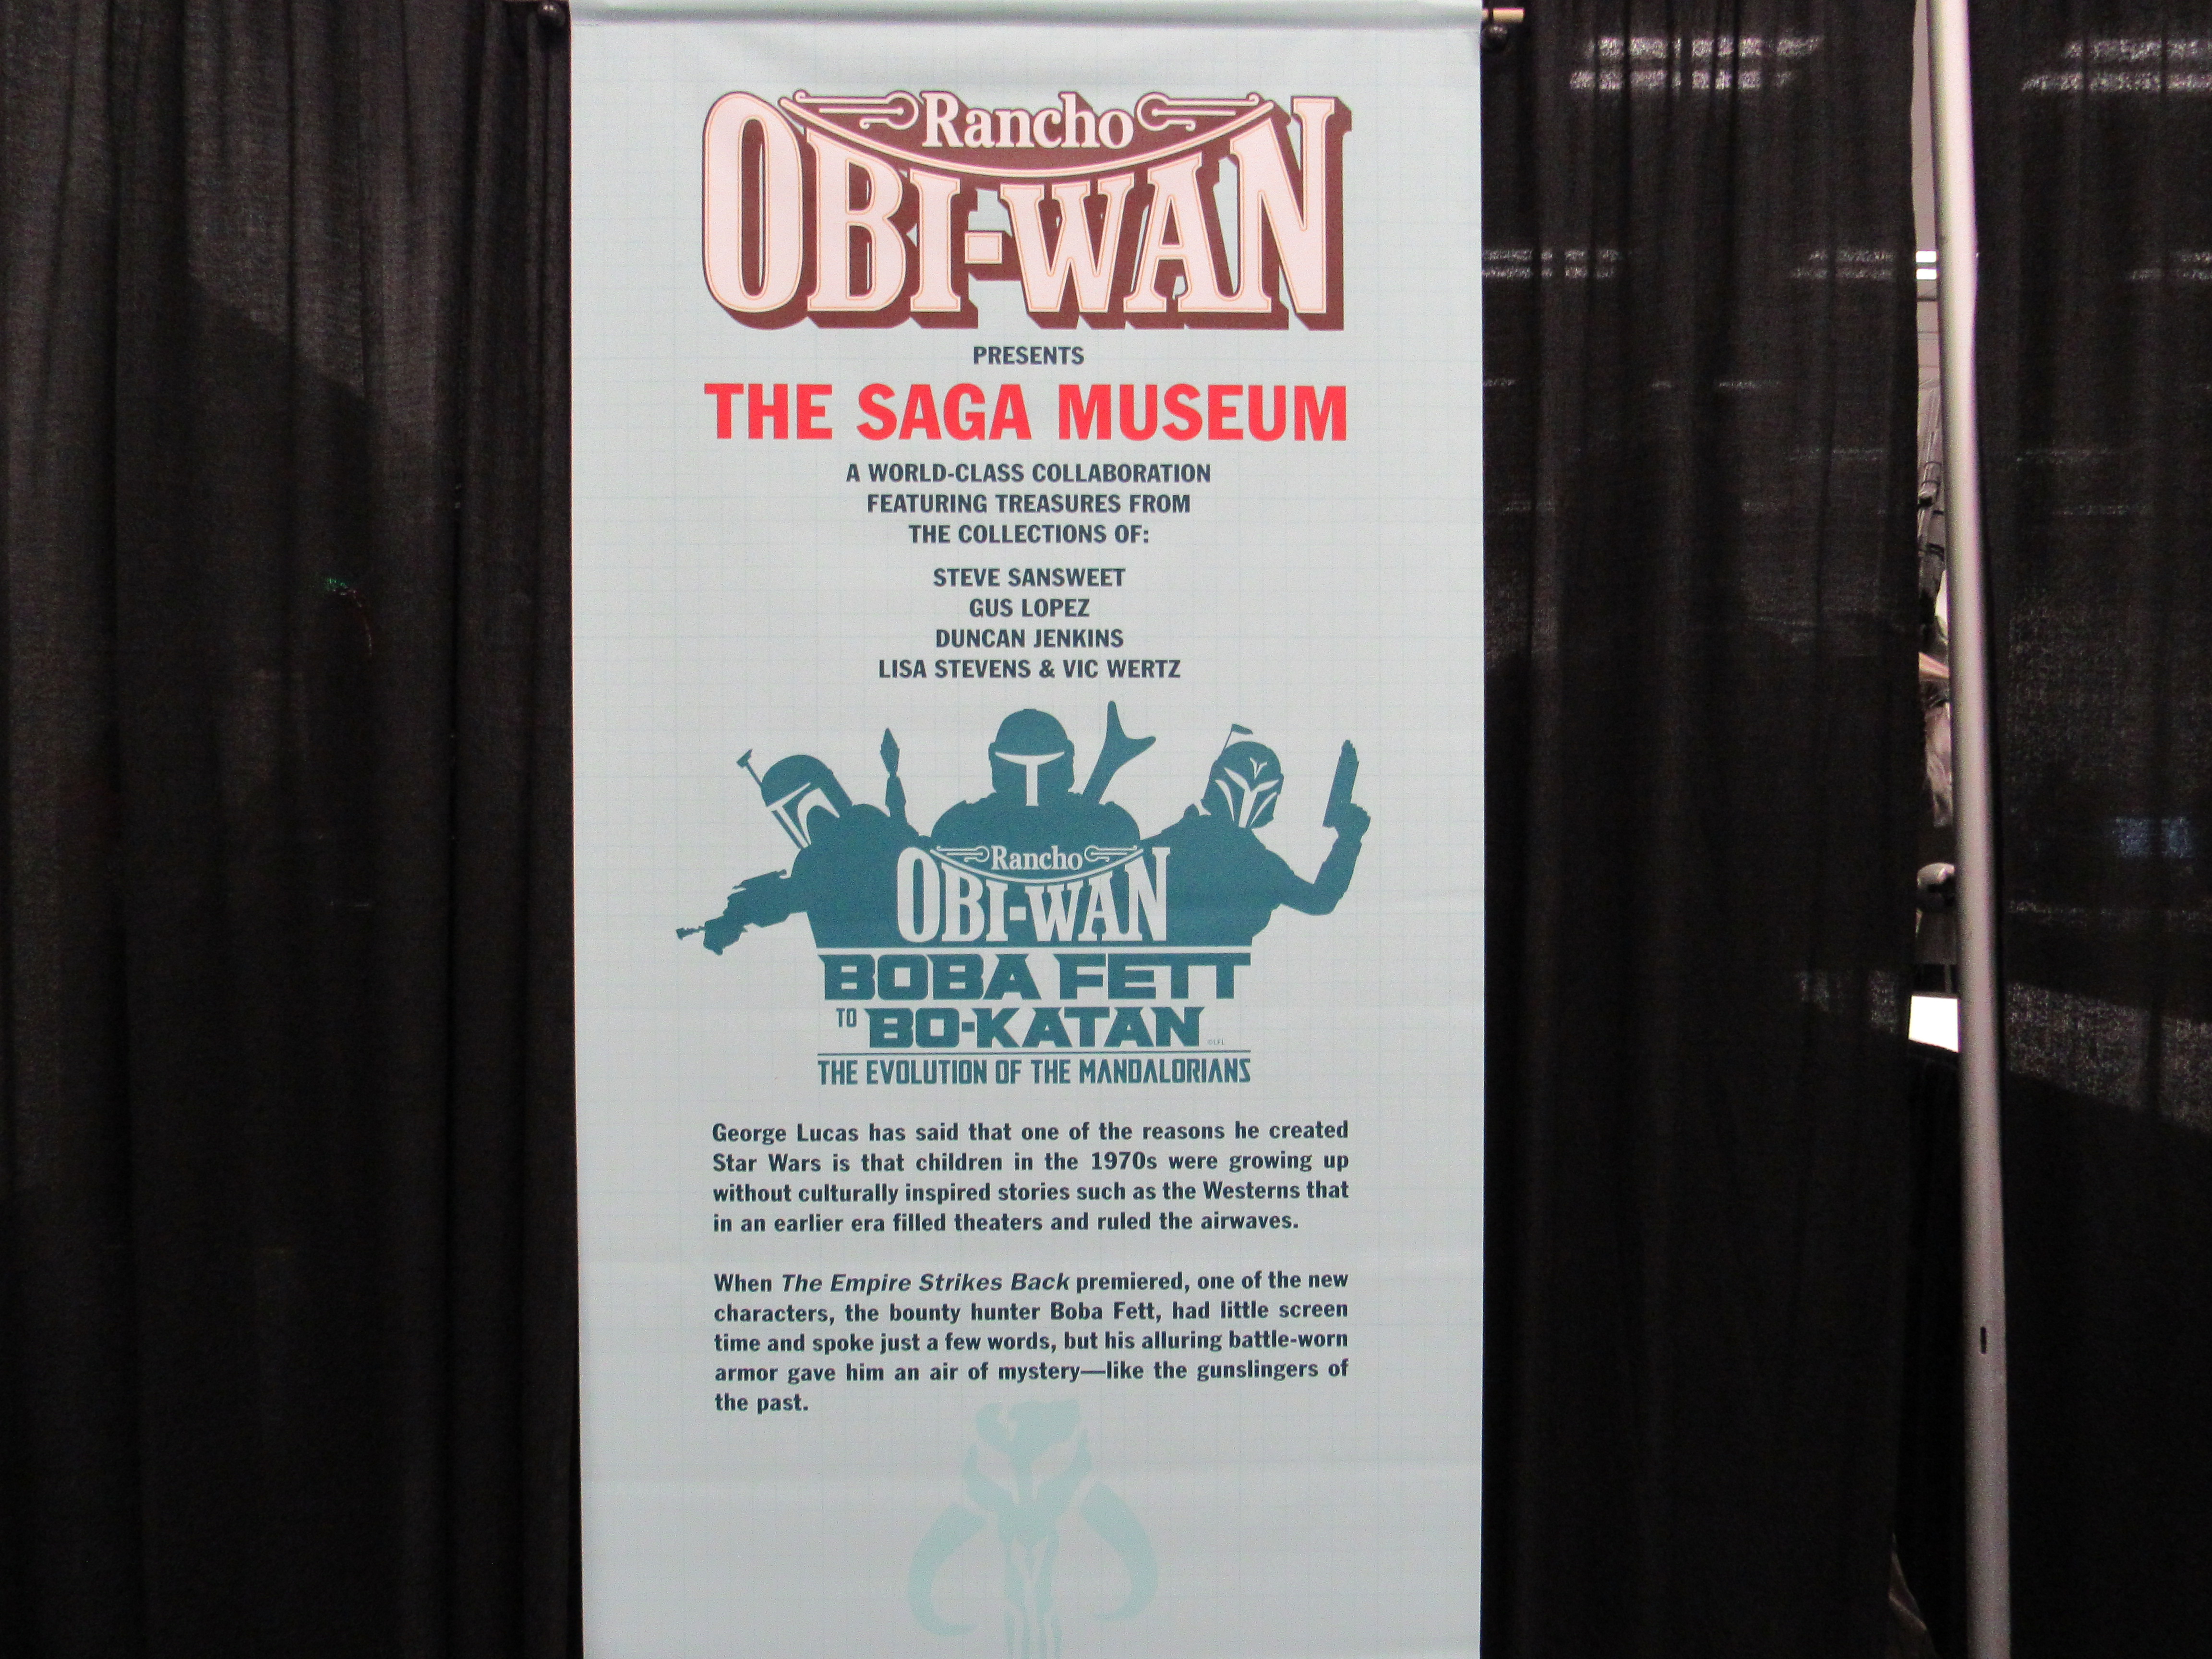 Rancho
OBI-WAN
PRESENTS
THE SAGA MUSEUM
A WORLD-CLASS COLLABORATION
FEATURING TREASURES FROM
THE COLLECTIONS OF:
STEVE SANSWEET
GUS LOPEZ
DUNCAN JENKINS
LISA STEVENS & VIC WERTZ
Rancho
OBI-WAN
BOBA FETT
TO BO-KATAN
©LFL
THE EVOLUTION OF THE MANDALORIANS
George Lucas has said that one of the reasons he created
Star Wars is that children in the 1970s were growing up
without culturally inspired stories such as the Westerns that
in an earlier era filled theaters and ruled the airwaves.
When The Empire Strikes Back premiered, one of the new
characters, the bounty hunter Boba Fett, had little screen
time and spoke just a few words, but his alluring battle-worn
armor gave him an air of mystery—like the gunslingers of
the past.